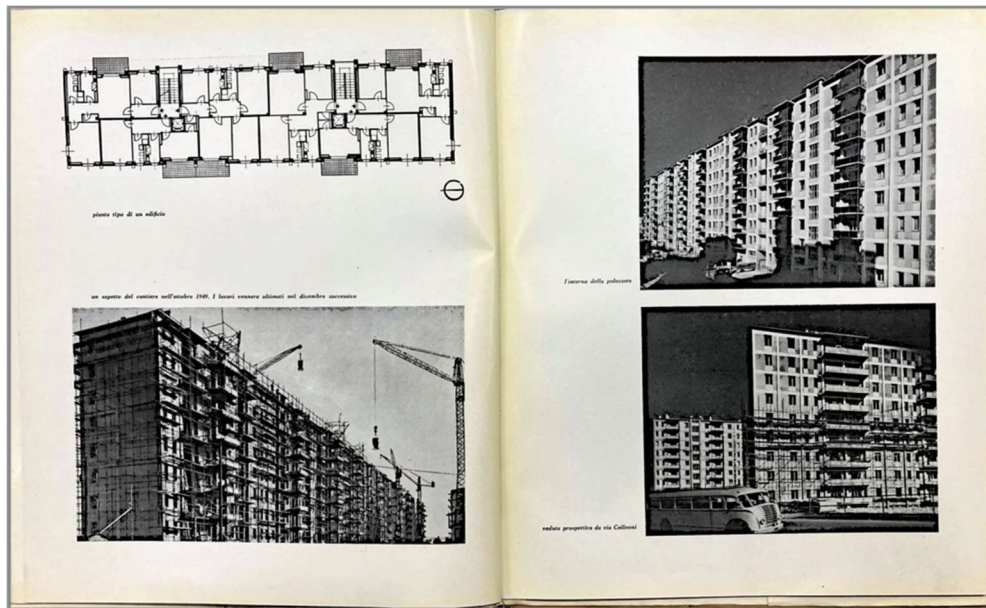 pianta tipo di un edificio
un aspetto del cantiere nell'ottobre 1949. I lavori vennero ultimati nel dicembre successivo
l'interno della palazzata
veduta prospettica da via Calleoni